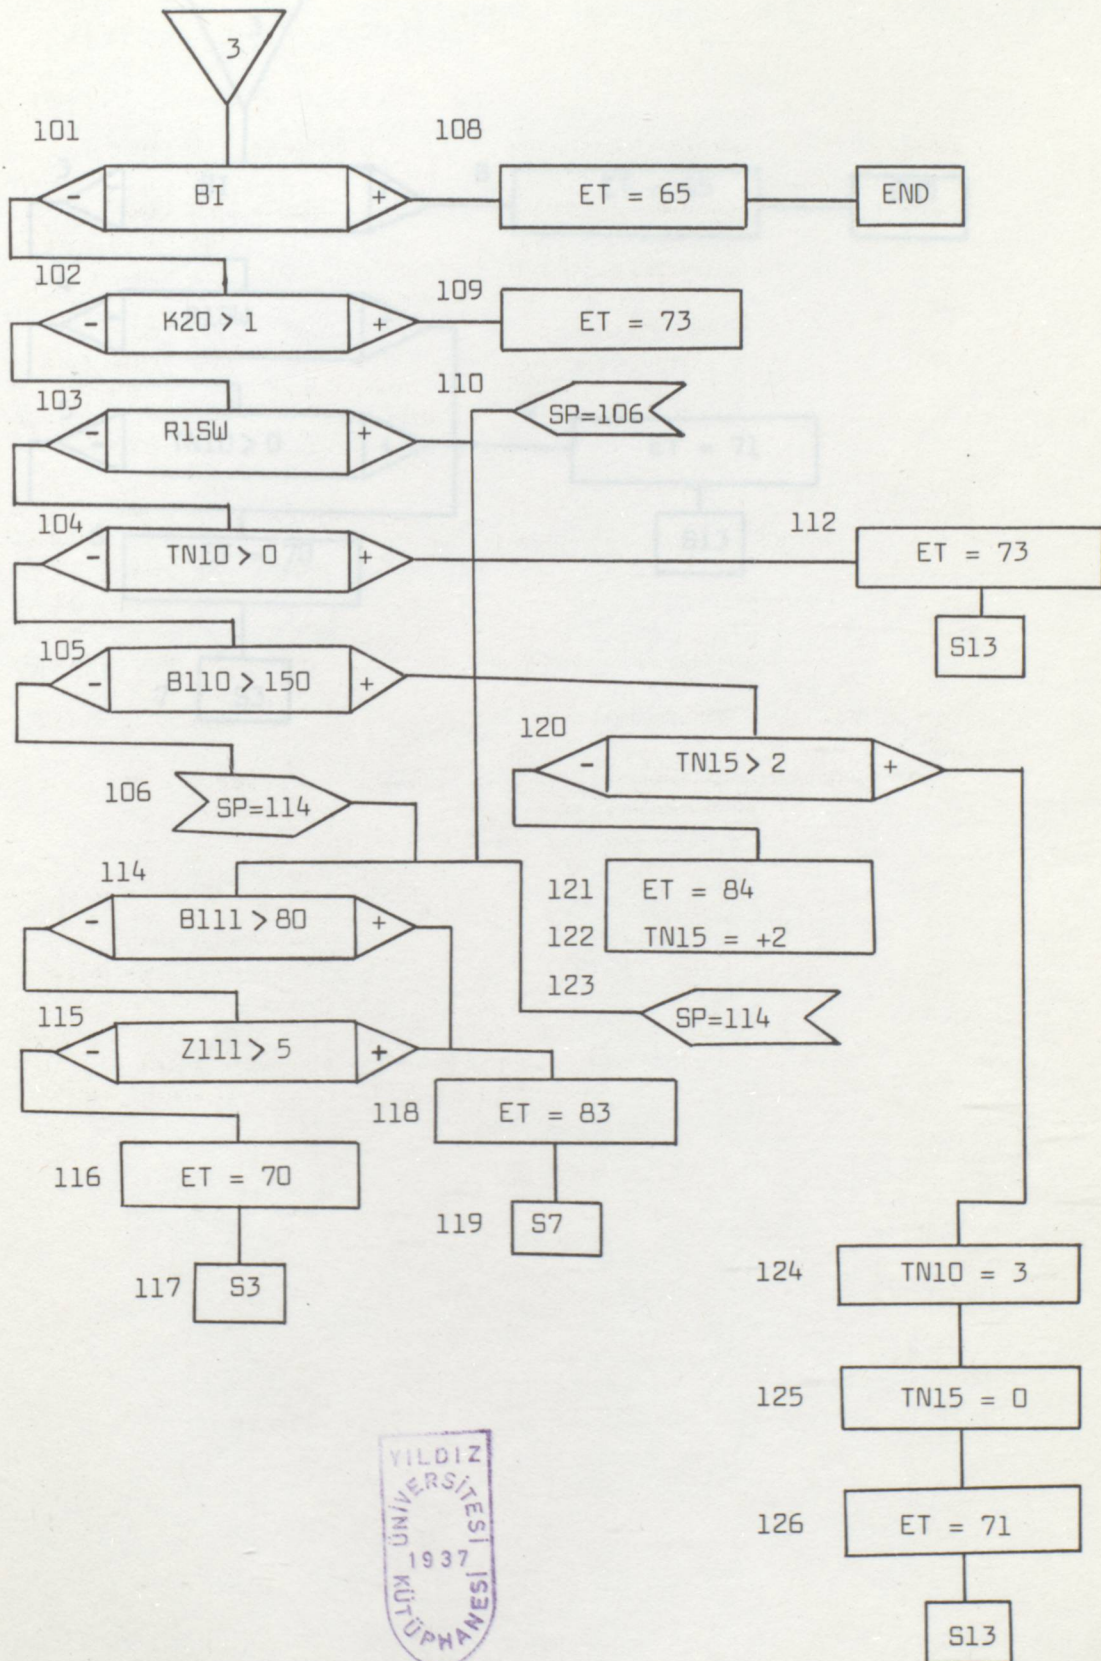 3
101
108
- BI +
ET = 65
END
102
109
- K20 > 1 +
ET = 73
103
110
- R1SW +
SP=106
104
112
- TN10 > 0 +
ET = 73
S13
105
- B110 > 150 +
120
- TN15 > 2 +
106
SP=114
121 ET = 84
122 TN15 = +2
114
- B111 > 80 +
123
SP=114
115
- Z111 > 5 +
118 ET = 83
116 ET = 70
119 S7
117 S3
124 TN10 = 3
125 TN15 = 0
126 ET = 71
S13
YILDIZ
ÜNİVERSİTESİ
1937
KÜTÜPHANESİ